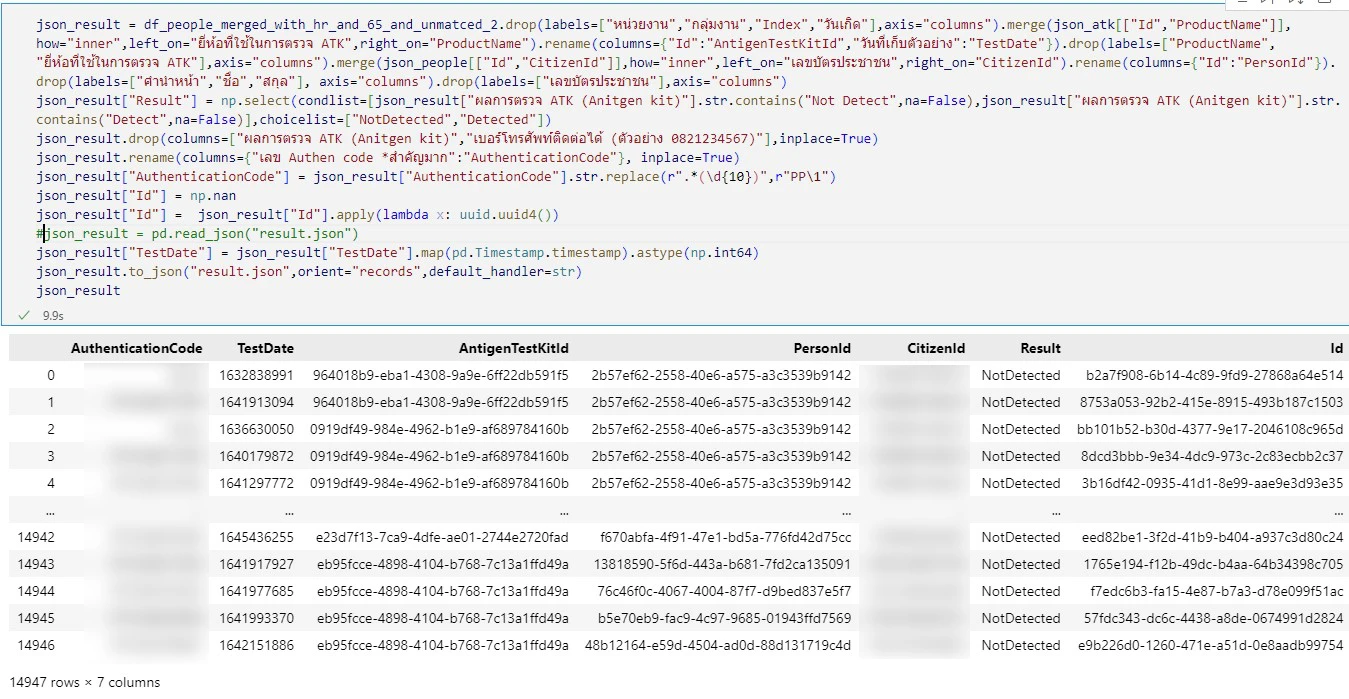 json_result = df_people_merged_with_hr_and_65_and_unmatced_2.drop(labels=["หน่วยงาน","กลุ่มงาน","Index","วันเกิด"],axis="columns").merge(json_atk[["Id","ProductName"]],
how="inner",left_on="ยี่ห้อที่ใช้ในการตรวจ ATK",right_on="ProductName").rename(columns={"Id":"AntigenTestKitId","วันที่เก็บตัวอย่าง":"TestDate"}).drop(labels=["ProductName",
"ยี่ห้อที่ใช้ในการตรวจ ATK"],axis="columns").merge(json_people[["Id","CitizenId"]],how="inner",left_on="เลขบัตรประชาชน",right_on="CitizenId").rename(columns={"Id":"PersonId"}).
drop(labels=["คำนำหน้า","ชื่อ","สกุล"], axis="columns").drop(labels=["เลขบัตรประชาชน"],axis="columns")
json_result["Result"] = np.select(condlist=[json_result["ผลการตรวจ ATK (Anitgen kit)"].str.contains("Not Detect",na=False),json_result["ผลการตรวจ ATK (Anitgen kit)"].str.
contains("Detect",na=False)],choicelist=["NotDetected","Detected"])
json_result.drop(columns=["ผลการตรวจ ATK (Anitgen kit)","เบอร์โทรศัพท์ติดต่อได้ (ตัวอย่าง 0821234567)"],inplace=True)
json_result.rename(columns={"เลข Authen code *สำคัญมาก":"AuthenticationCode"}, inplace=True)
json_result["AuthenticationCode"] = json_result["AuthenticationCode"].str.replace(r".*(\d{10})",r"PP\1")
json_result["Id"] = np.nan
json_result["Id"] =  json_result["Id"].apply(lambda x: uuid.uuid4())
#json_result = pd.read_json("result.json")
json_result["TestDate"] = json_result["TestDate"].map(pd.Timestamp.timestamp).astype(np.int64)
json_result.to_json("result.json",orient="records",default_handler=str)
json_result
9.9s
AuthenticationCode TestDate AntigenTestKitId PersonId CitizenId Result Id
0 1632838991 964018b9-eba1-4308-9a9e-6ff22db591f5 2b57ef62-2558-40e6-a575-a3c3539b9142 NotDetected b2a7f908-6b14-4c89-9fd9-27868a64e514
1 1641913094 964018b9-eba1-4308-9a9e-6ff22db591f5 2b57ef62-2558-40e6-a575-a3c3539b9142 NotDetected 8753a053-92b2-415e-8915-493b187c1503
2 1636630050 0919df49-984e-4962-b1e9-af689784160b 2b57ef62-2558-40e6-a575-a3c3539b9142 NotDetected bb101b52-b30d-4377-9e17-2046108c965d
3 1640179872 0919df49-984e-4962-b1e9-af689784160b 2b57ef62-2558-40e6-a575-a3c3539b9142 NotDetected 8dcd3bbb-9e34-4dc9-973c-2c83ecbb2c37
4 1641297772 0919df49-984e-4962-b1e9-af689784160b 2b57ef62-2558-40e6-a575-a3c3539b9142 NotDetected 3b16df42-0935-41d1-8e99-aae9e3d93e35
... ... ... ... ... ...
14942 1645436255 e23d7f13-7ca9-4dfe-ae01-2744e2720fad f670abfa-4f91-47e1-bd5a-776fd42d75cc NotDetected eed82be1-3f2d-41b9-b404-a937c3d80c24
14943 1641917927 eb95fcce-4898-4104-b768-7c13a1ffd49a 13818590-5f6d-443a-b681-7fd2ca135091 NotDetected 1765e194-f12b-49dc-b4aa-64b34398c705
14944 1641977685 eb95fcce-4898-4104-b768-7c13a1ffd49a 76c46f0c-4067-4004-87f7-d9bed837e5f7 NotDetected f7edc6b3-fa15-4e87-b7a3-d78e099f51ac
14945 1641993370 eb95fcce-4898-4104-b768-7c13a1ffd49a b5e70eb9-fac9-4c97-9685-01943ffd7569 NotDetected 57fdc343-dc6c-4438-a8de-0674991d2824
14946 1642151886 eb95fcce-4898-4104-b768-7c13a1ffd49a 48b12164-e59d-4504-ad0d-88d131719c4d NotDetected e9b226d0-1260-471e-a51d-0e8aadb99754
14947 rows × 7 columns